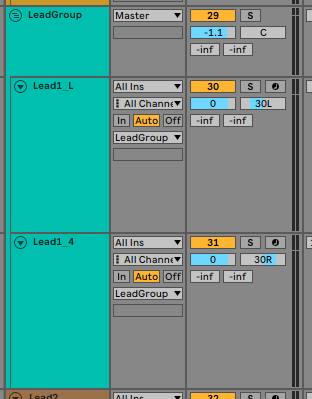 LeadGroup Master 29 S
-1.1 C
-inf -inf
Lead1_L All Ins 30 S
All Channe 0 30L
In Auto Off -inf -inf
LeadGroup
Lead1_4 All Ins 31 S
All Channe 0 30R
In Auto Off -inf -inf
LeadGroup
Lead2 All Ins 32 S